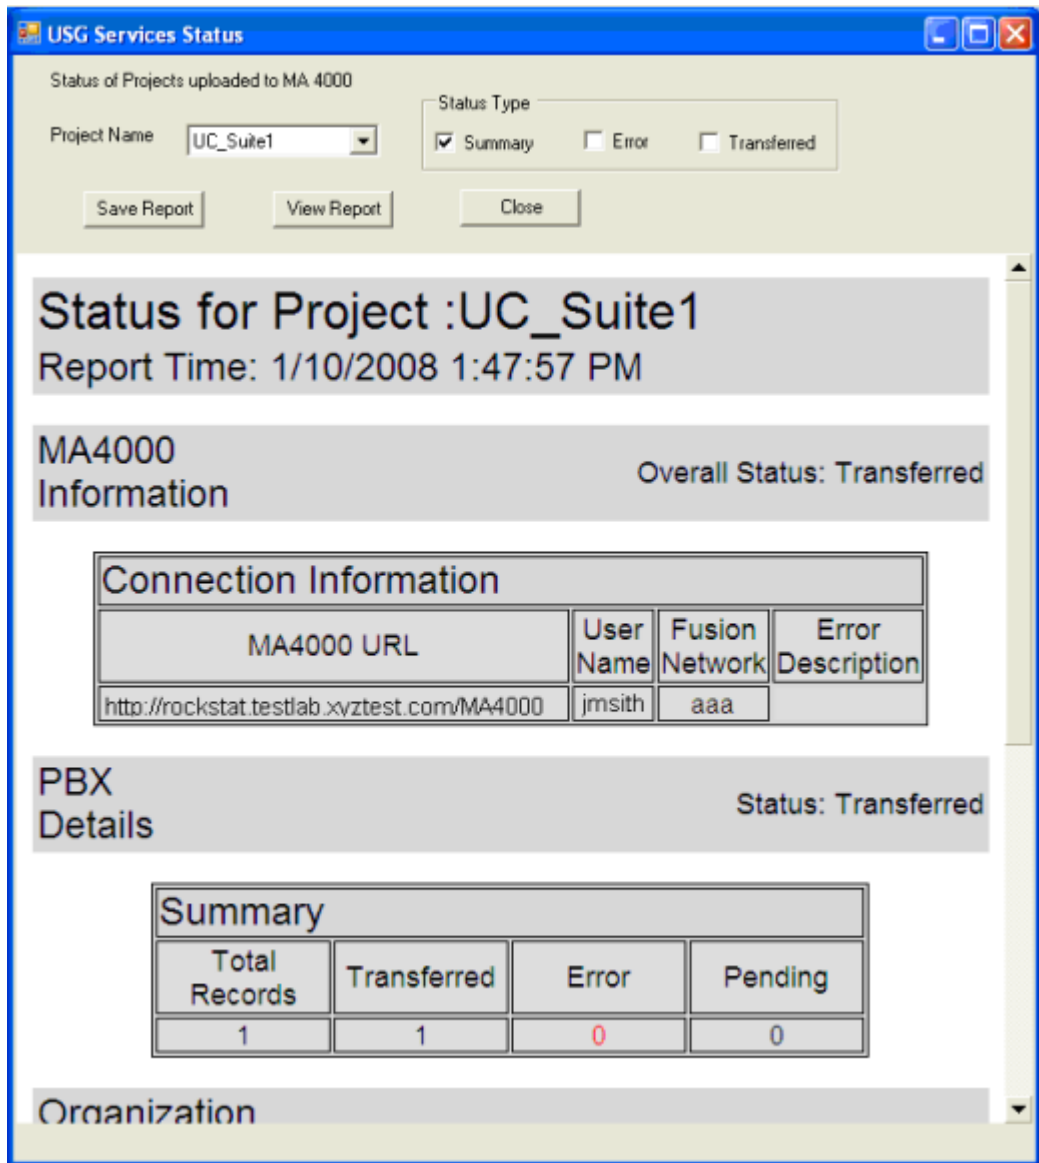 USG Services Status
Status of Projects uploaded to MA 4000
Status Type
Project Name UC_Suite1 Summary Error Transferred
Save Report View Report Close
Status for Project :UC_Suite1
Report Time: 1/10/2008 1:47:57 PM
MA4000
Information
Overall Status: Transferred
Connection Information
MA4000 URL
User
Name
Fusion
Network
Error
Description
http://rockstat.testlab.xyztest.com/MA4000 jmsith aaa
PBX
Details
Status: Transferred
Summary
Total
Records
Transferred Error Pending
1 1 0 0
Organization